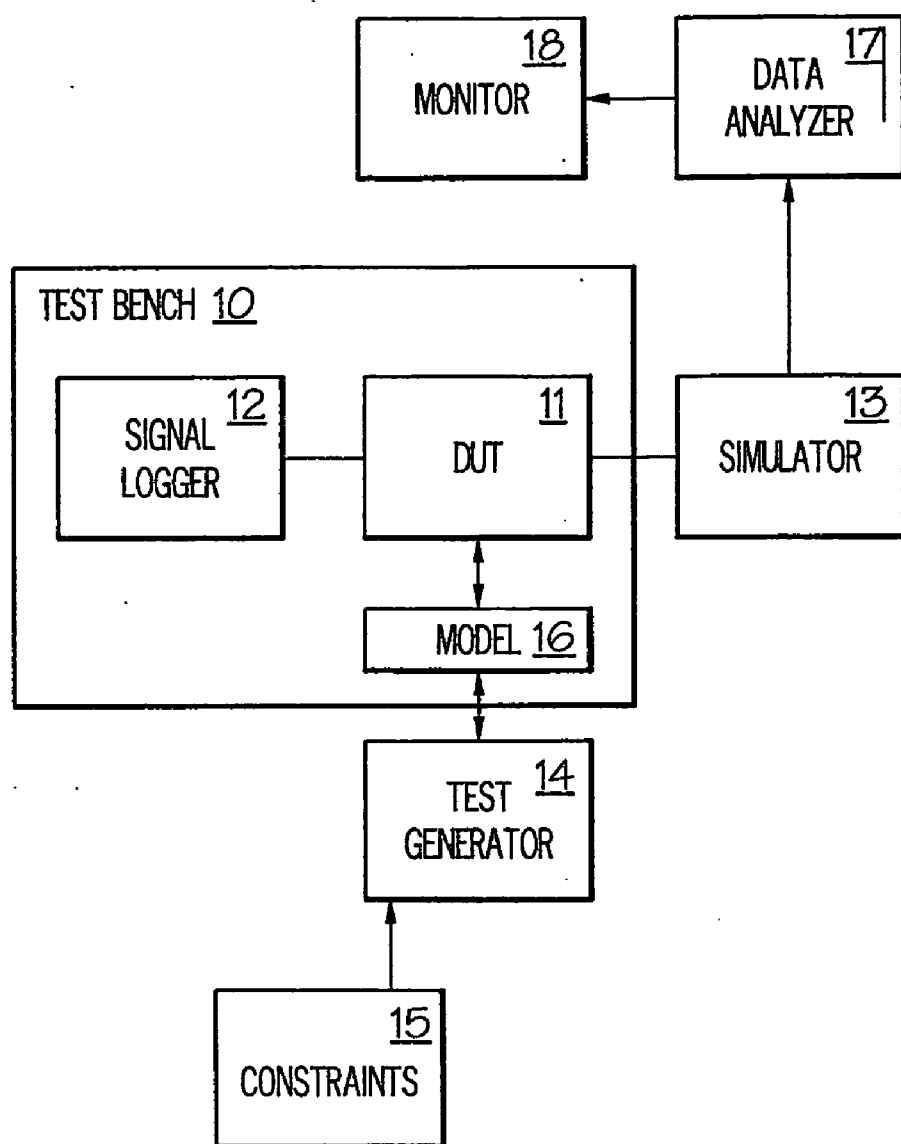 18
MONITOR
17
DATA
ANALYZER
TEST BENCH 10
12
SIGNAL
LOGGER
11
DUT
13
SIMULATOR
MODEL 16
14
TEST
GENERATOR
15
CONSTRAINTS